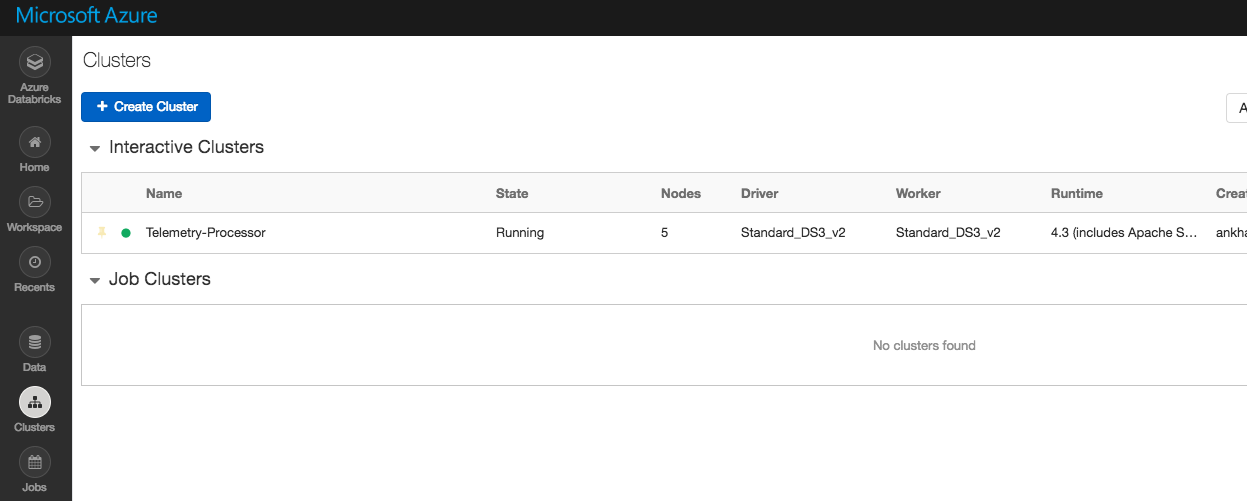 Microsoft Azure
Azure
Databricks
Home
Workspace
Recents
Data
Clusters
Jobs
Clusters
+ Create Cluster
A
Interactive Clusters
Name State Nodes Driver Worker Runtime Creat
Telemetry-Processor Running 5 Standard_DS3_v2 Standard_DS3_v2 4.3 (includes Apache S... ankha
Job Clusters
No clusters found